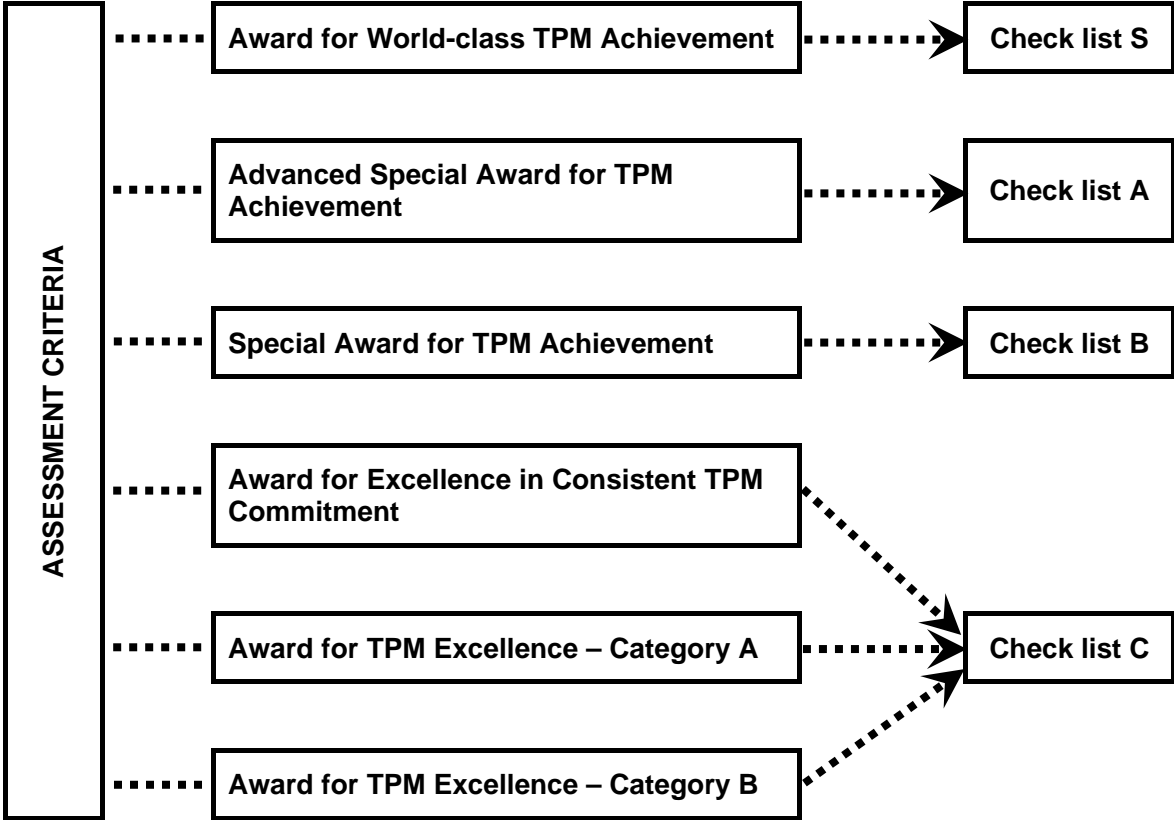 ASSESSMENT CRITERIA
Award for World-class TPM Achievement
Check list S
Advanced Special Award for TPM
Achievement
Check list A
Special Award for TPM Achievement
Check list B
Award for Excellence in Consistent TPM
Commitment
Award for TPM Excellence – Category A
Check list C
Award for TPM Excellence – Category B